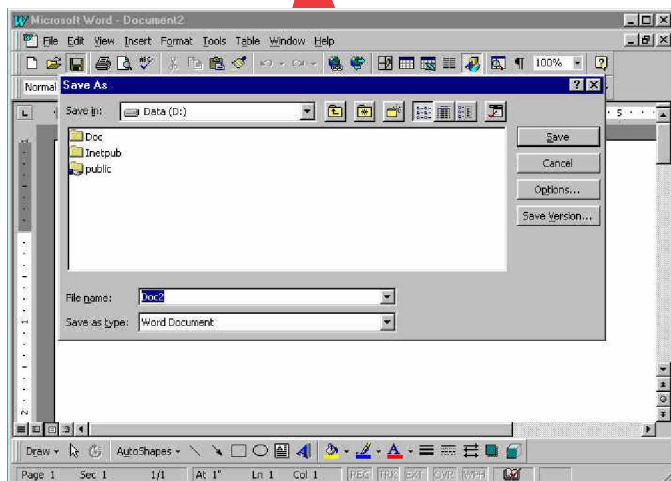 Microsoft Word - Document2
File Edit View Insert Format Tools Table Window Help
100%
Normal
Save As
Save in: Data (D:)
5
Doc
Inetpub
public
Save
Cancel
Options...
Save Version...
File name: Doc2
Save as type: Word Document
Draw AutoShapes
Page 1 Sec 1 1/1 At 1" Ln 1 Col 1 REC TRK EXT OVR WPH